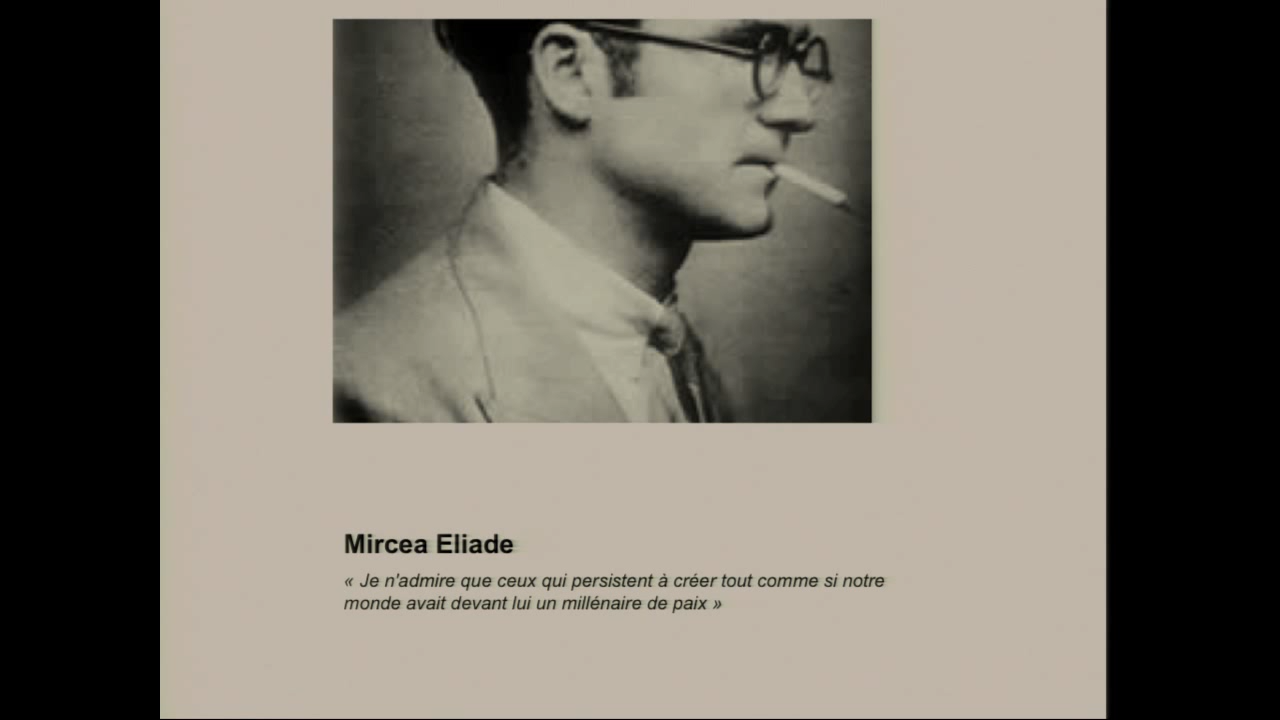 Mircea Eliade
« Je n'admire que ceux qui persistent à créer tout comme si notre
monde avait devant lui un millénaire de paix »